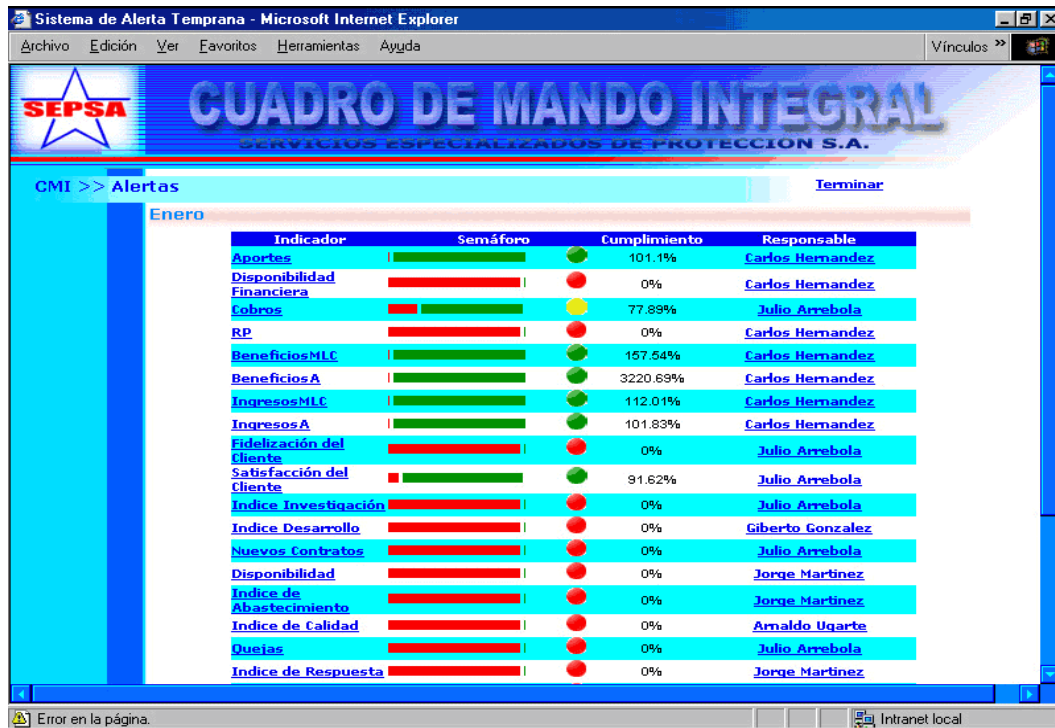 Sistema de Alerta Temprana - Microsoft Internet Explorer
Archivo Edición Ver Favoritos Herramientas Ayuda Vínculos »
SEPSA
CUADRO DE MANDO INTEGRAL
SERVICIOS ESPECIALIZADOS DE PROTECCION S.A.
CMI >> Alertas Terminar
Enero
Indicador Semáforo Cumplimiento Responsable
Aportes 101.1% Carlos Hernandez
Disponibilidad
Financiera 0% Carlos Hernandez
Cobros 77.89% Julio Arrebola
RP 0% Carlos Hernandez
BeneficiosMLC 157.54% Carlos Hernandez
BeneficiosA 3220.69% Carlos Hernandez
IngresosMLC 112.01% Carlos Hernandez
IngresosA 101.83% Carlos Hernandez
Fidelización del
Cliente 0% Julio Arrebola
Satisfacción del
Cliente 91.62% Julio Arrebola
Indice Investigación 0% Julio Arrebola
Indice Desarrollo 0% Giberto Gonzalez
Nuevos Contratos 0% Julio Arrebola
Disponibilidad 0% Jorge Martinez
Indice de
Abastecimiento 0% Jorge Martinez
Indice de Calidad 0% Arnaldo Ugarte
Quejas 0% Julio Arrebola
Indice de Respuesta 0% Jorge Martinez
Error en la página. Intranet local